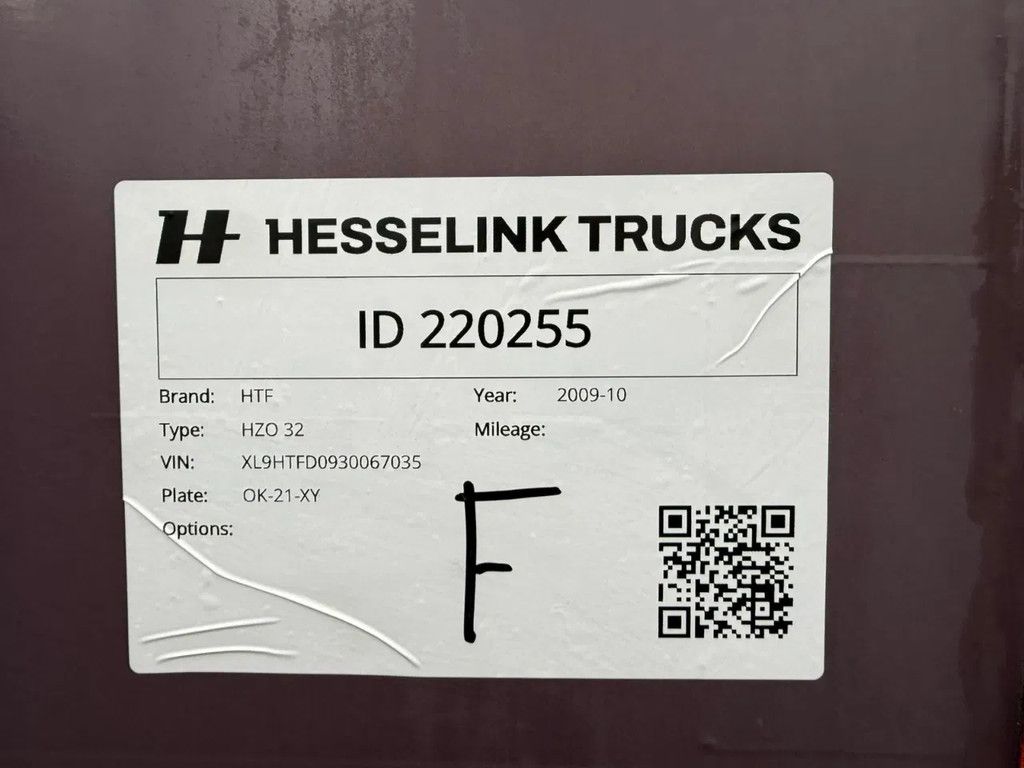 H HESSELINK TRUCKS
ID 220255
Brand: HTF Year: 2009-10
Type: HZO 32 Mileage:
VIN: XL9HTFD0930067035
Plate: OK-21-XY
Options:
F